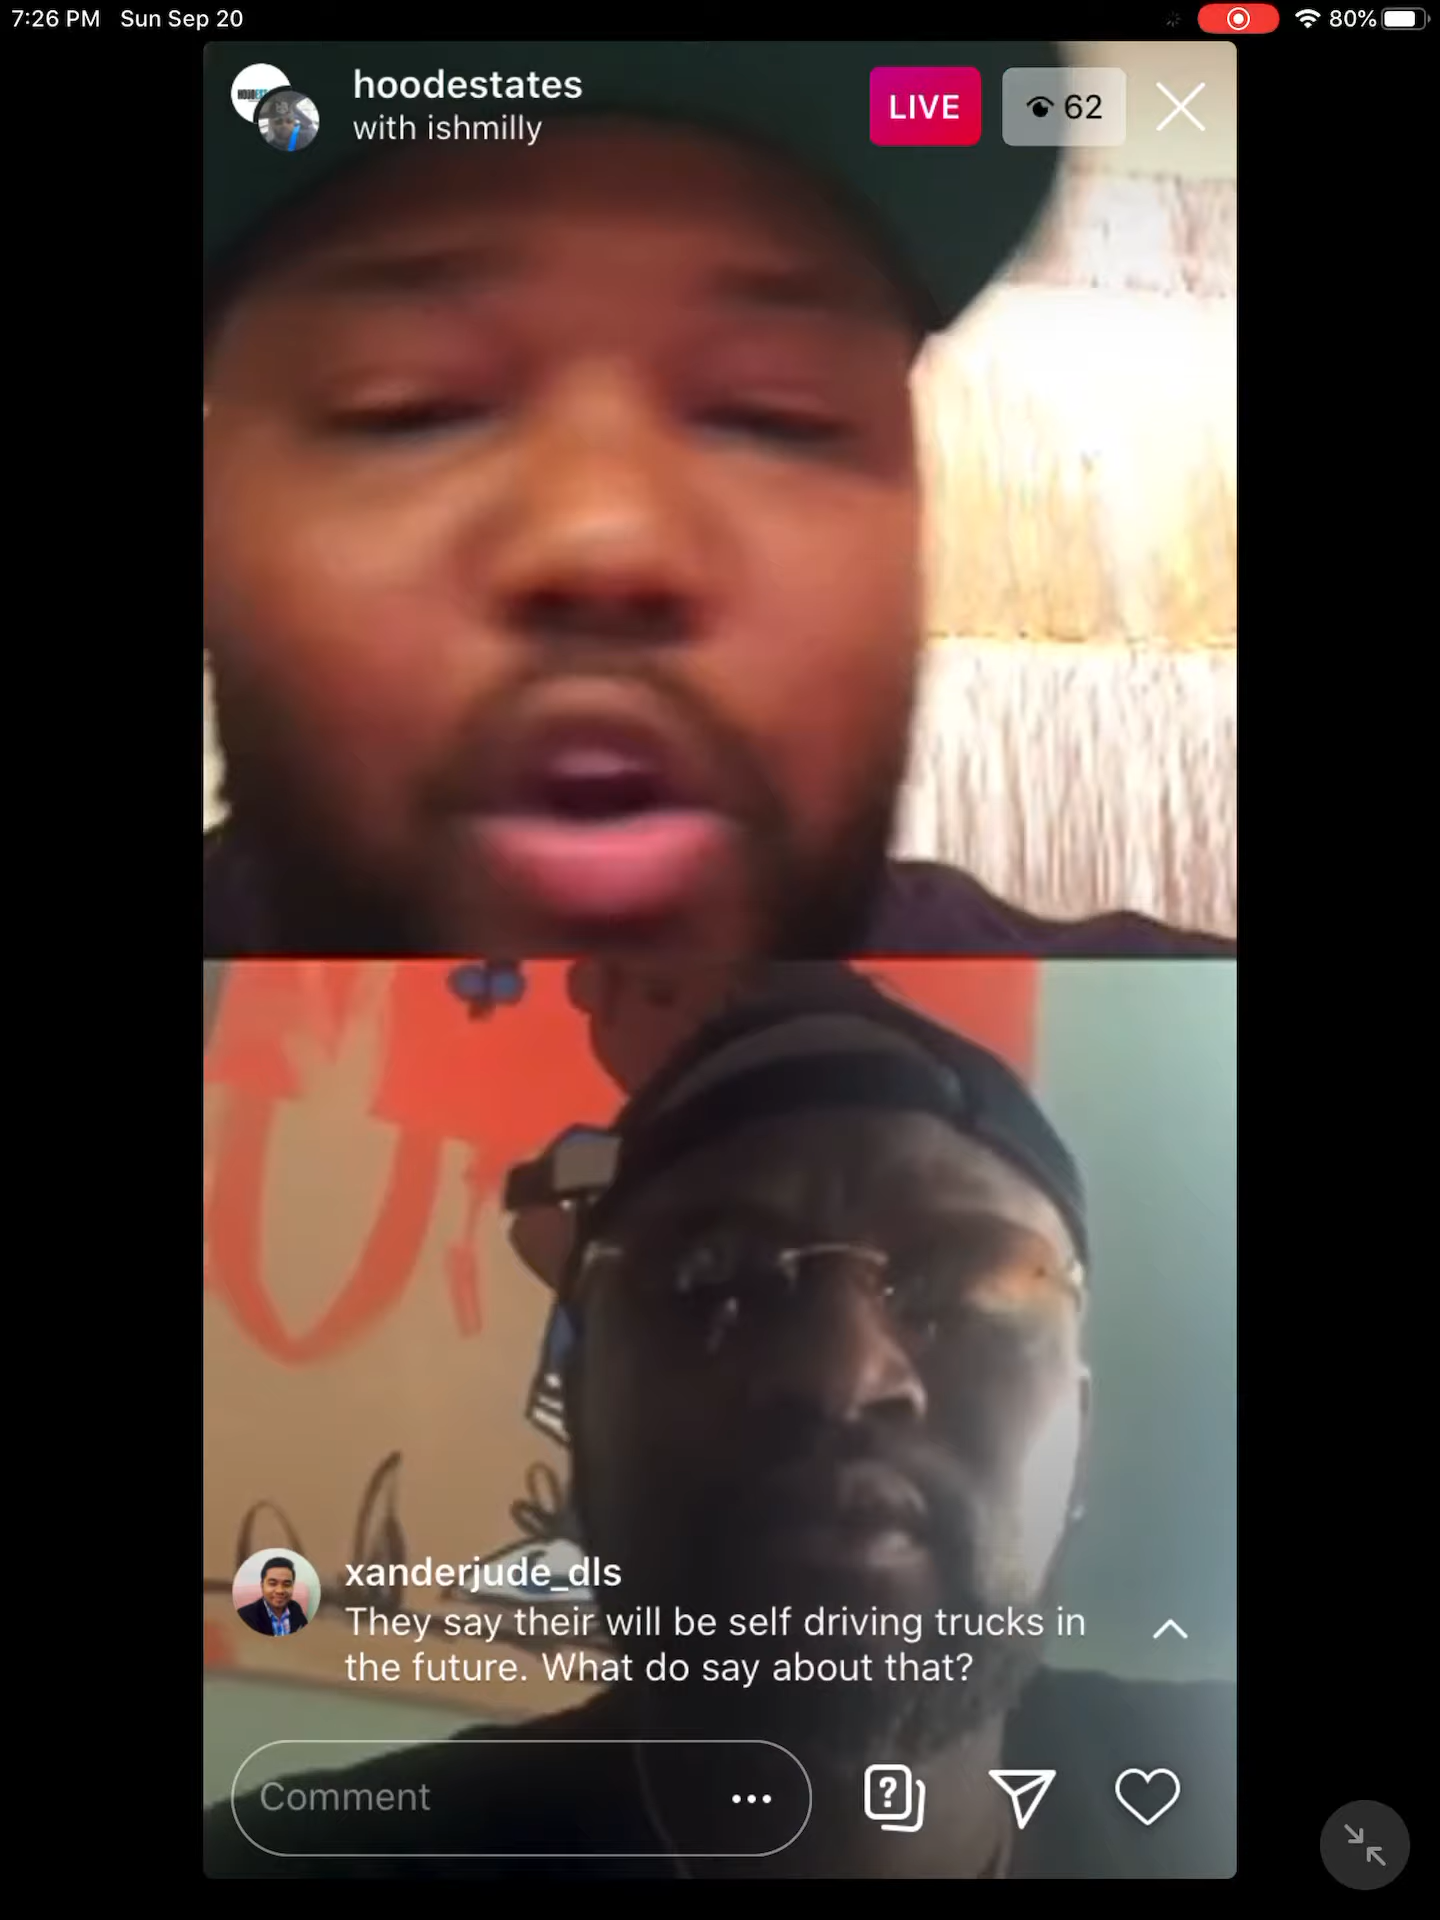 7:26 PM Sun Sep 20
80%
hoodestates
with ishmilly
LIVE
62
xanderjude_dls
They say their will be self driving trucks in
the future. What do say about that?
Comment